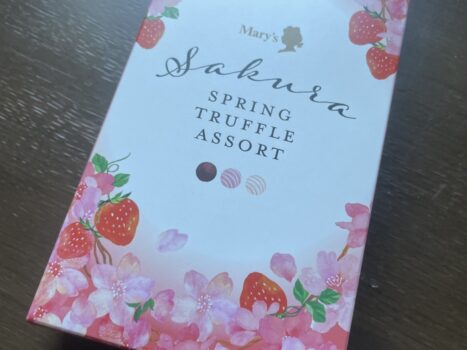 Mary's
Sakura
SPRING
TRUFFLE
ASSORT